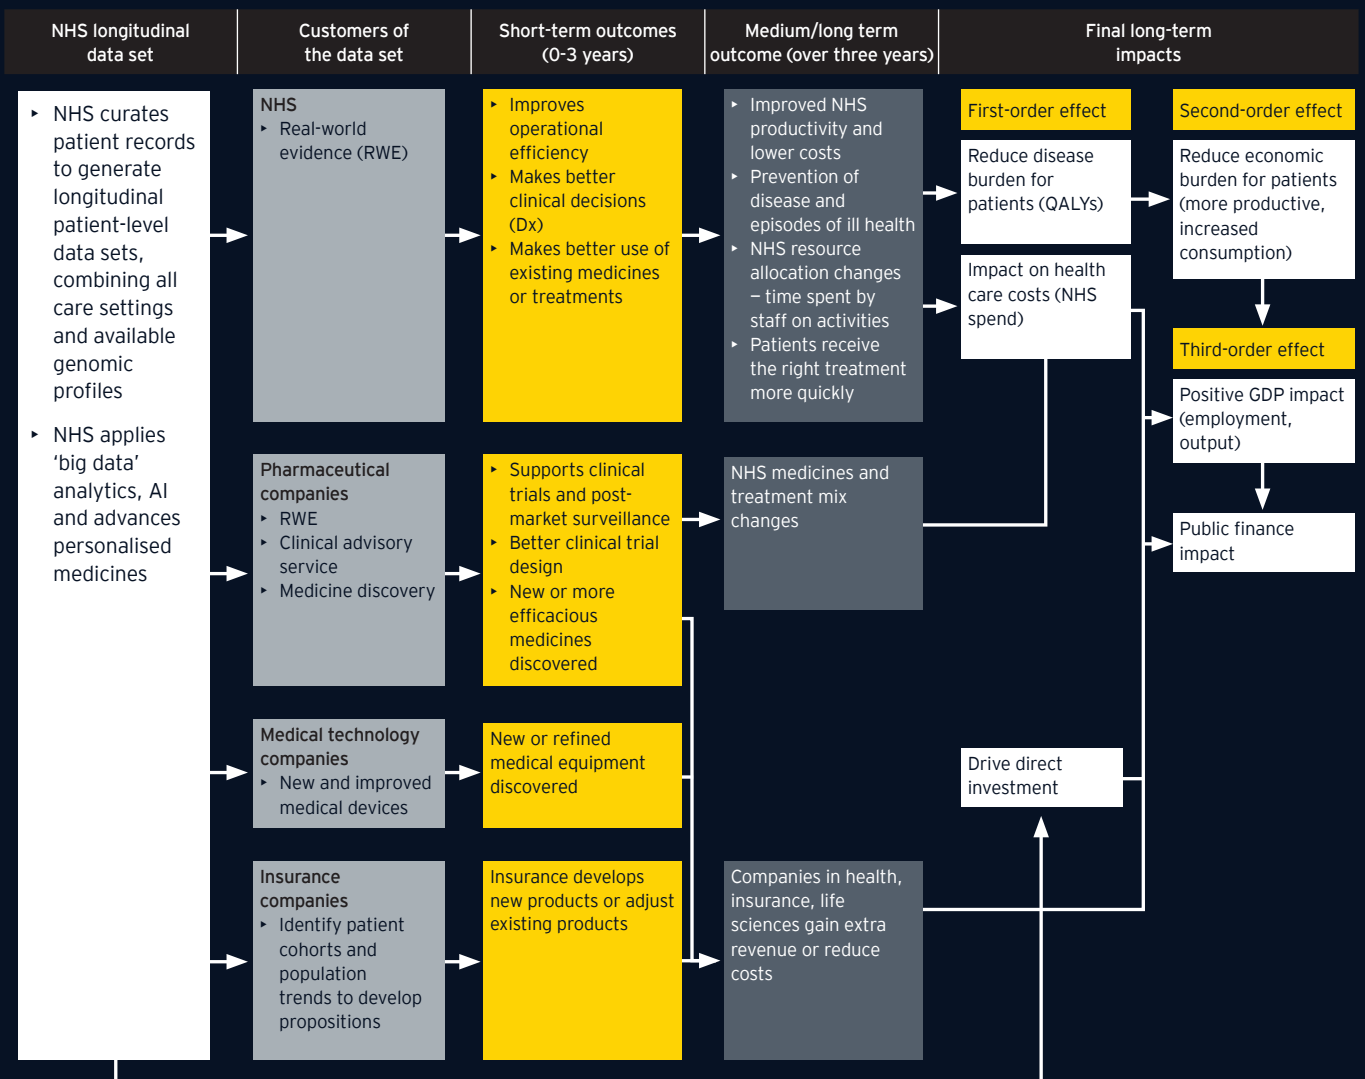 NHS longitudinal
data set
Customers of
the data set
Short-term outcomes
(0-3 years)
Medium/long term
outcome (over three years)
Final long-term
impacts
‣ NHS curates
patient records
to generate
longitudinal
patient-level
data sets,
combining all
care settings
and available
genomic
profiles
‣ NHS applies
‘big data’
analytics, AI
and advances
personalised
medicines
NHS
‣ Real-world
evidence (RWE)
‣ Improves
operational
efficiency
‣ Makes better
clinical decisions
(Dx)
‣ Makes better use of
existing medicines
or treatments
‣ Improved NHS
productivity and
lower costs
‣ Prevention of
disease and
episodes of ill health
‣ NHS resource
allocation changes
– time spent by
staff on activities
‣ Patients receive
the right treatment
more quickly
First-order effect
Reduce disease
burden for
patients (QALYs)
Impact on health
care costs (NHS
spend)
Second-order effect
Reduce economic
burden for patients
(more productive,
increased
consumption)
Third-order effect
Positive GDP impact
(employment,
output)
Public finance
impact
Pharmaceutical
companies
‣ RWE
‣ Clinical advisory
service
‣ Medicine discovery
‣ Supports clinical
trials and post-
market surveillance
‣ Better clinical trial
design
‣ New or more
efficacious
medicines
discovered
NHS medicines and
treatment mix
changes
Medical technology
companies
‣ New and improved
medical devices
New or refined
medical equipment
discovered
Drive direct
investment
Insurance
companies
‣ Identify patient
cohorts and
population
trends to develop
propositions
Insurance develops
new products or adjust
existing products
Companies in health,
insurance, life
sciences gain extra
revenue or reduce
costs